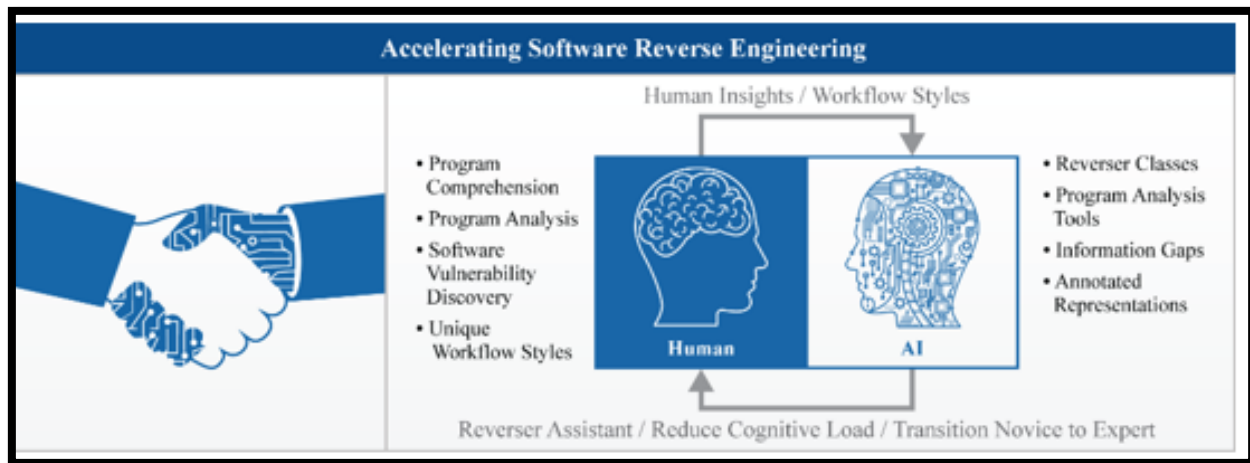 Accelerating Software Reverse Engineering
Human Insights / Workflow Styles
• Program
Comprehension
• Program Analysis
• Software
Vulnerability
Discovery
• Unique
Workflow Styles
Human
AI
• Reverser Classes
• Program Analysis
Tools
• Information Gaps
• Annotated
Representations
Reverser Assistant / Reduce Cognitive Load / Transition Novice to Expert